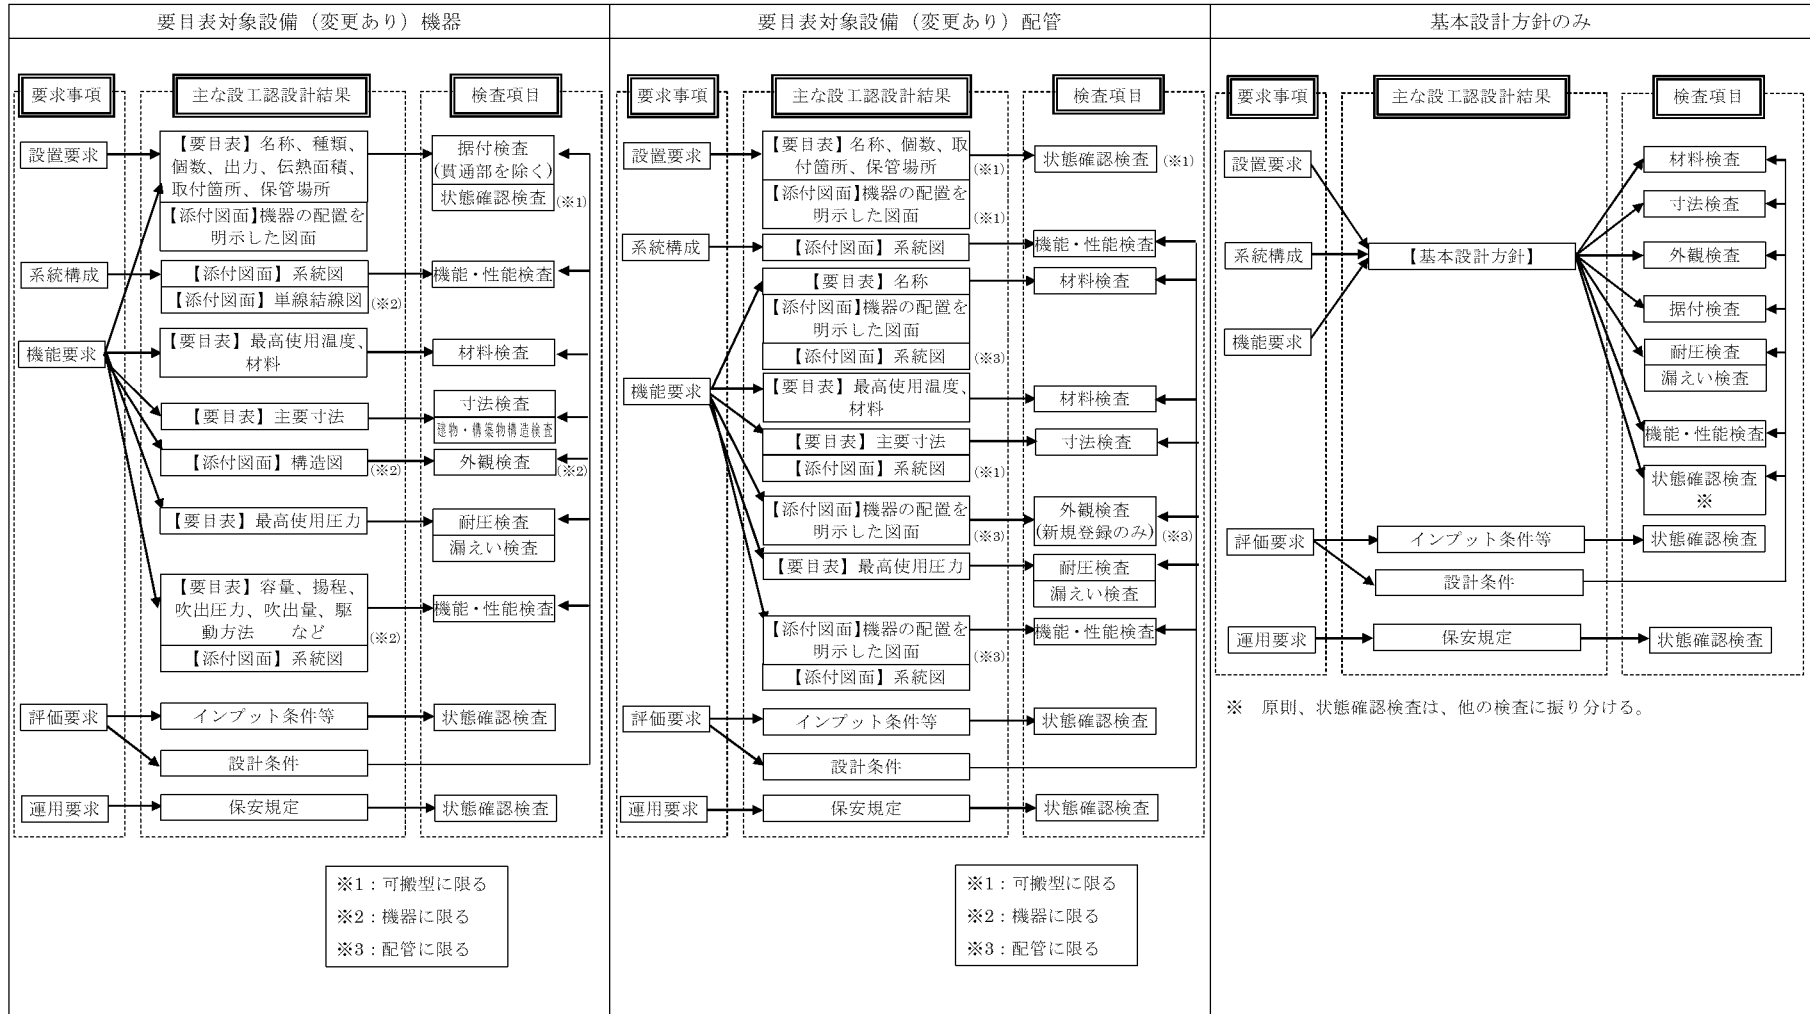 要目表対象設備（変更あり）機器
要求事項
主な設工認設計結果
検査項目
設置要求
【要目表】名称、種類、
個数、出力、伝熱面積、
取付箇所、保管場所
【添付図面】機器の配置を
明示した図面
据付検査
(貫通部を除く)
状態確認検査
(※1)
系統構成
【添付図面】系統図
【添付図面】単線結線図
(※2)
機能・性能検査
機能要求
【要目表】最高使用温度、
材料
材料検査
【要目表】主要寸法
寸法検査
建物・構築物構造検査
【添付図面】構造図
(※2)
外観検査
(※2)
【要目表】最高使用圧力
耐圧検査
漏えい検査
【要目表】容量、揚程、
吹出圧力、吹出量、駆
動方法　など
(※2)
【添付図面】系統図
機能・性能検査
評価要求
インプット条件等
状態確認検査
設計条件
運用要求
保安規定
状態確認検査
※1：可搬型に限る
※2：機器に限る
※3：配管に限る
要目表対象設備（変更あり）配管
要求事項
主な設工認設計結果
検査項目
設置要求
【要目表】名称、個数、取
付箇所、保管場所
(※1)
【添付図面】機器の配置を
明示した図面
(※1)
状態確認検査
(※1)
系統構成
【添付図面】系統図
機能・性能検査
機能要求
【要目表】名称
材料検査
【添付図面】機器の配置を
明示した図面
【添付図面】系統図
(※3)
【要目表】最高使用温度、
材料
材料検査
【要目表】主要寸法
寸法検査
【添付図面】系統図
(※1)
【添付図面】機器の配置を
明示した図面
(※3)
外観検査
(新規登録のみ)
(※3)
【要目表】最高使用圧力
耐圧検査
漏えい検査
【添付図面】機器の配置を
明示した図面
(※3)
【添付図面】系統図
機能・性能検査
評価要求
インプット条件等
状態確認検査
設計条件
運用要求
保安規定
状態確認検査
※1：可搬型に限る
※2：機器に限る
※3：配管に限る
基本設計方針のみ
要求事項
主な設工認設計結果
検査項目
設置要求
系統構成
機能要求
【基本設計方針】
材料検査
寸法検査
外観検査
据付検査
耐圧検査
漏えい検査
機能・性能検査
状態確認検査
※
評価要求
インプット条件等
状態確認検査
設計条件
運用要求
保安規定
状態確認検査
※　原則、状態確認検査は、他の検査に振り分ける。